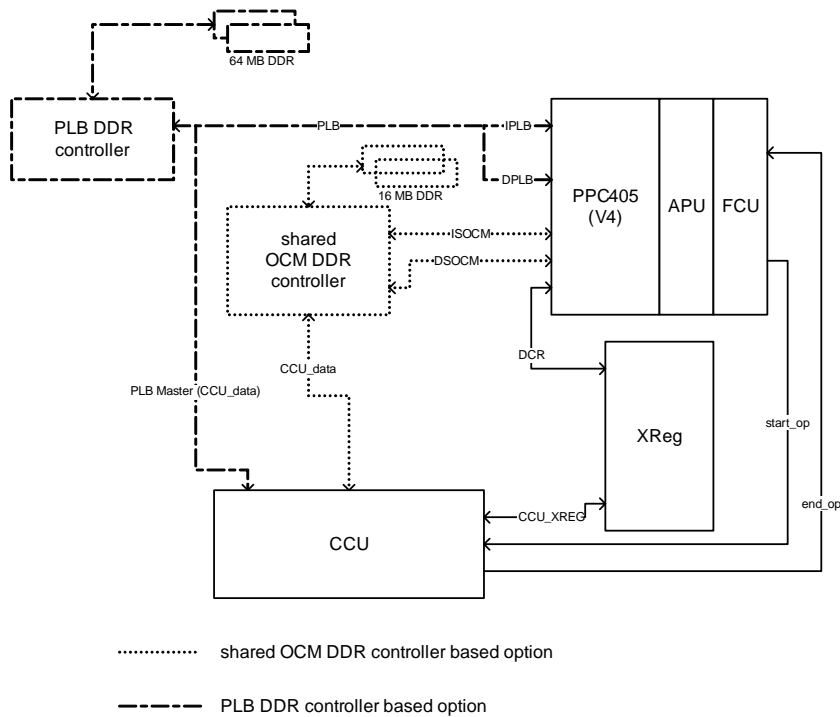 64 MB DDR
PLB DDR
controller
PLB
IPLB
DPLB
16 MB DDR
PPC405
(V4)
APU
FCU
shared
OCM DDR
controller
ISOCM
DSOCM
DCR
CCU_data
PLB Master (CCU_data)
XReg
start_op
end_op
CCU_XREG
CCU
shared OCM DDR controller based option
PLB DDR controller based option